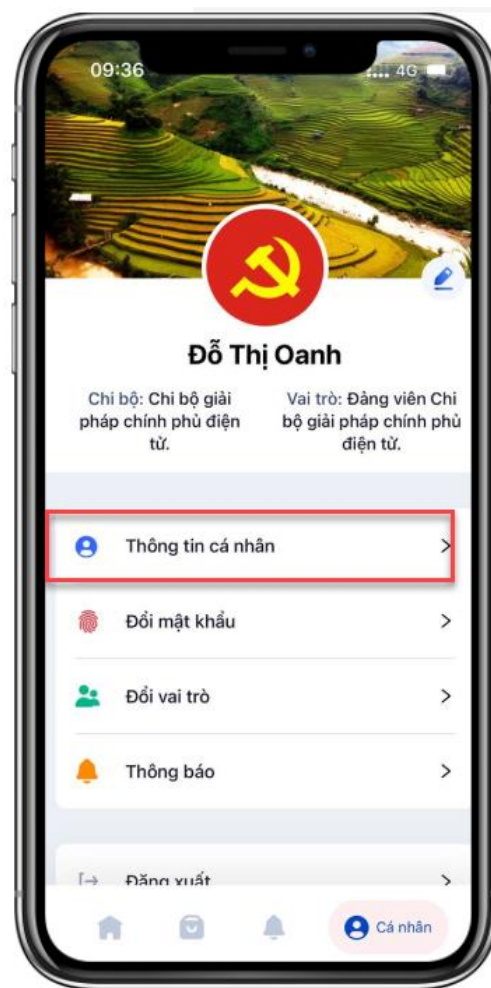 09:36
4G
Đỗ Thị Oanh
Chi bộ: Chi bộ giải
pháp chính phủ điện
tử.
Vai trò: Đảng viên Chi
bộ giải pháp chính phủ
điện tử.
Thông tin cá nhân
Đổi mật khẩu
Đổi vai trò
Thông báo
Đăng xuất
Cá nhân